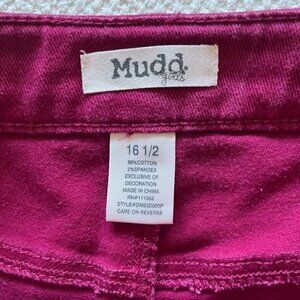 Mudd.
girls
16 1/2
98%COTTON
2%SPANDEX
EXCLUSIVE OF
DECORATION
MADE IN CHINA
RN#111002
CARE ON REVERSE